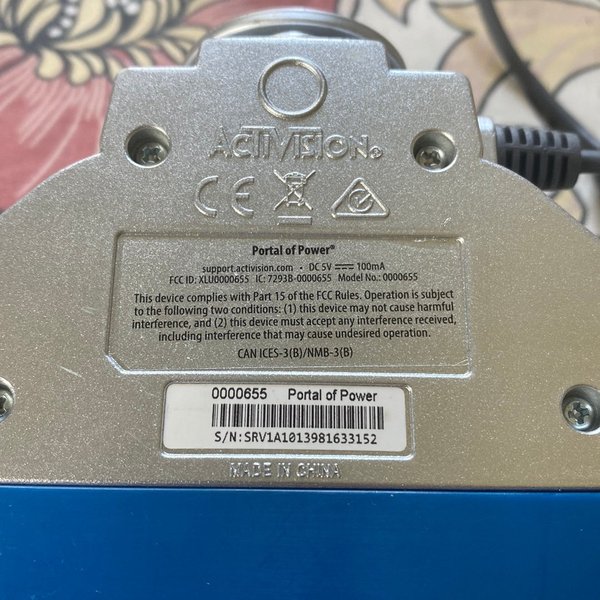 ACTIVISION®
CE
Portal of Power®
support.activision.com • DC 5V ⎓ 100mA
FCC ID: XLU0000655 IC: 7293B-0000655 Model No.: 0000655
This device complies with Part 15 of the FCC Rules. Operation is subject
to the following two conditions: (1) this device may not cause harmful
interference, and (2) this device must accept any interference received,
including interference that may cause undesired operation.
CAN ICES-3(B)/NMB-3(B)
0000655 Portal of Power
S/N:SRV1A1013981633152
MADE IN CHINA